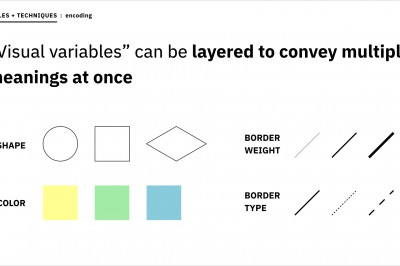 LES + TECHNIQUES : encoding
Visual variables” can be layered to convey multipl
meanings at once
SHAPE
BORDER
WEIGHT
COLOR
BORDER
TYPE